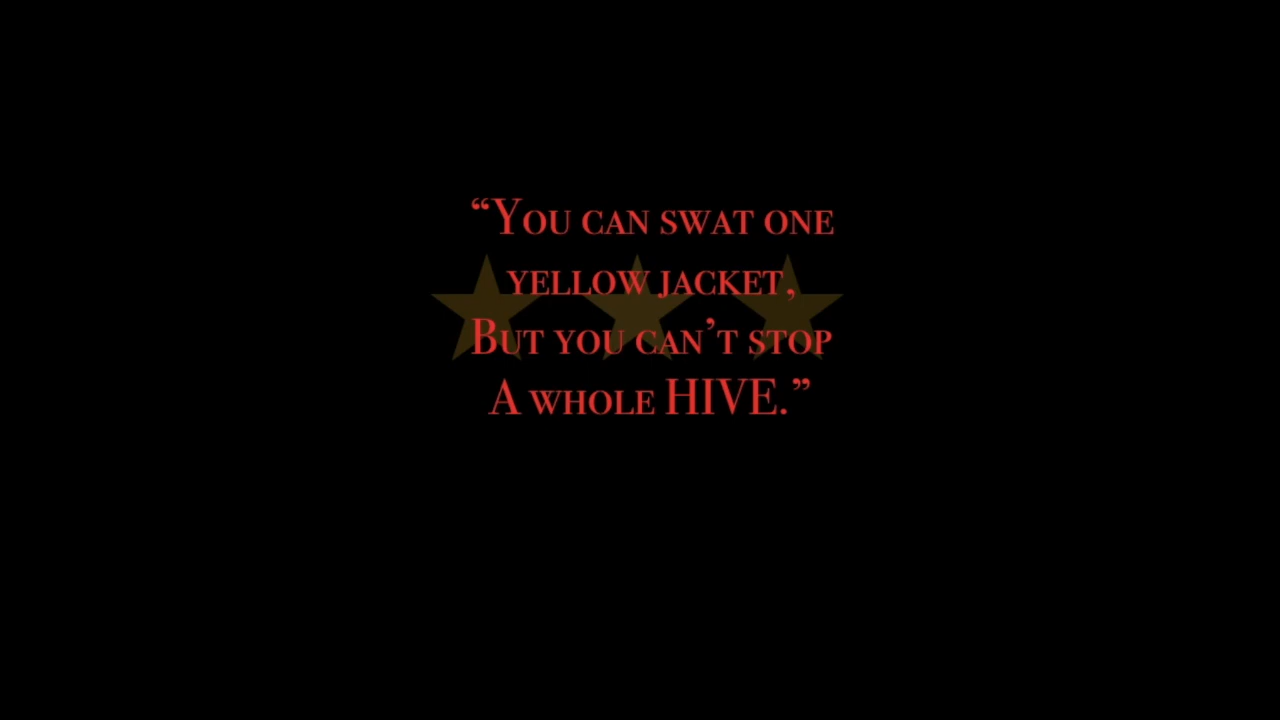 “You can swat one
yellow jacket,
But you can’t stop
A whole HIVE.”